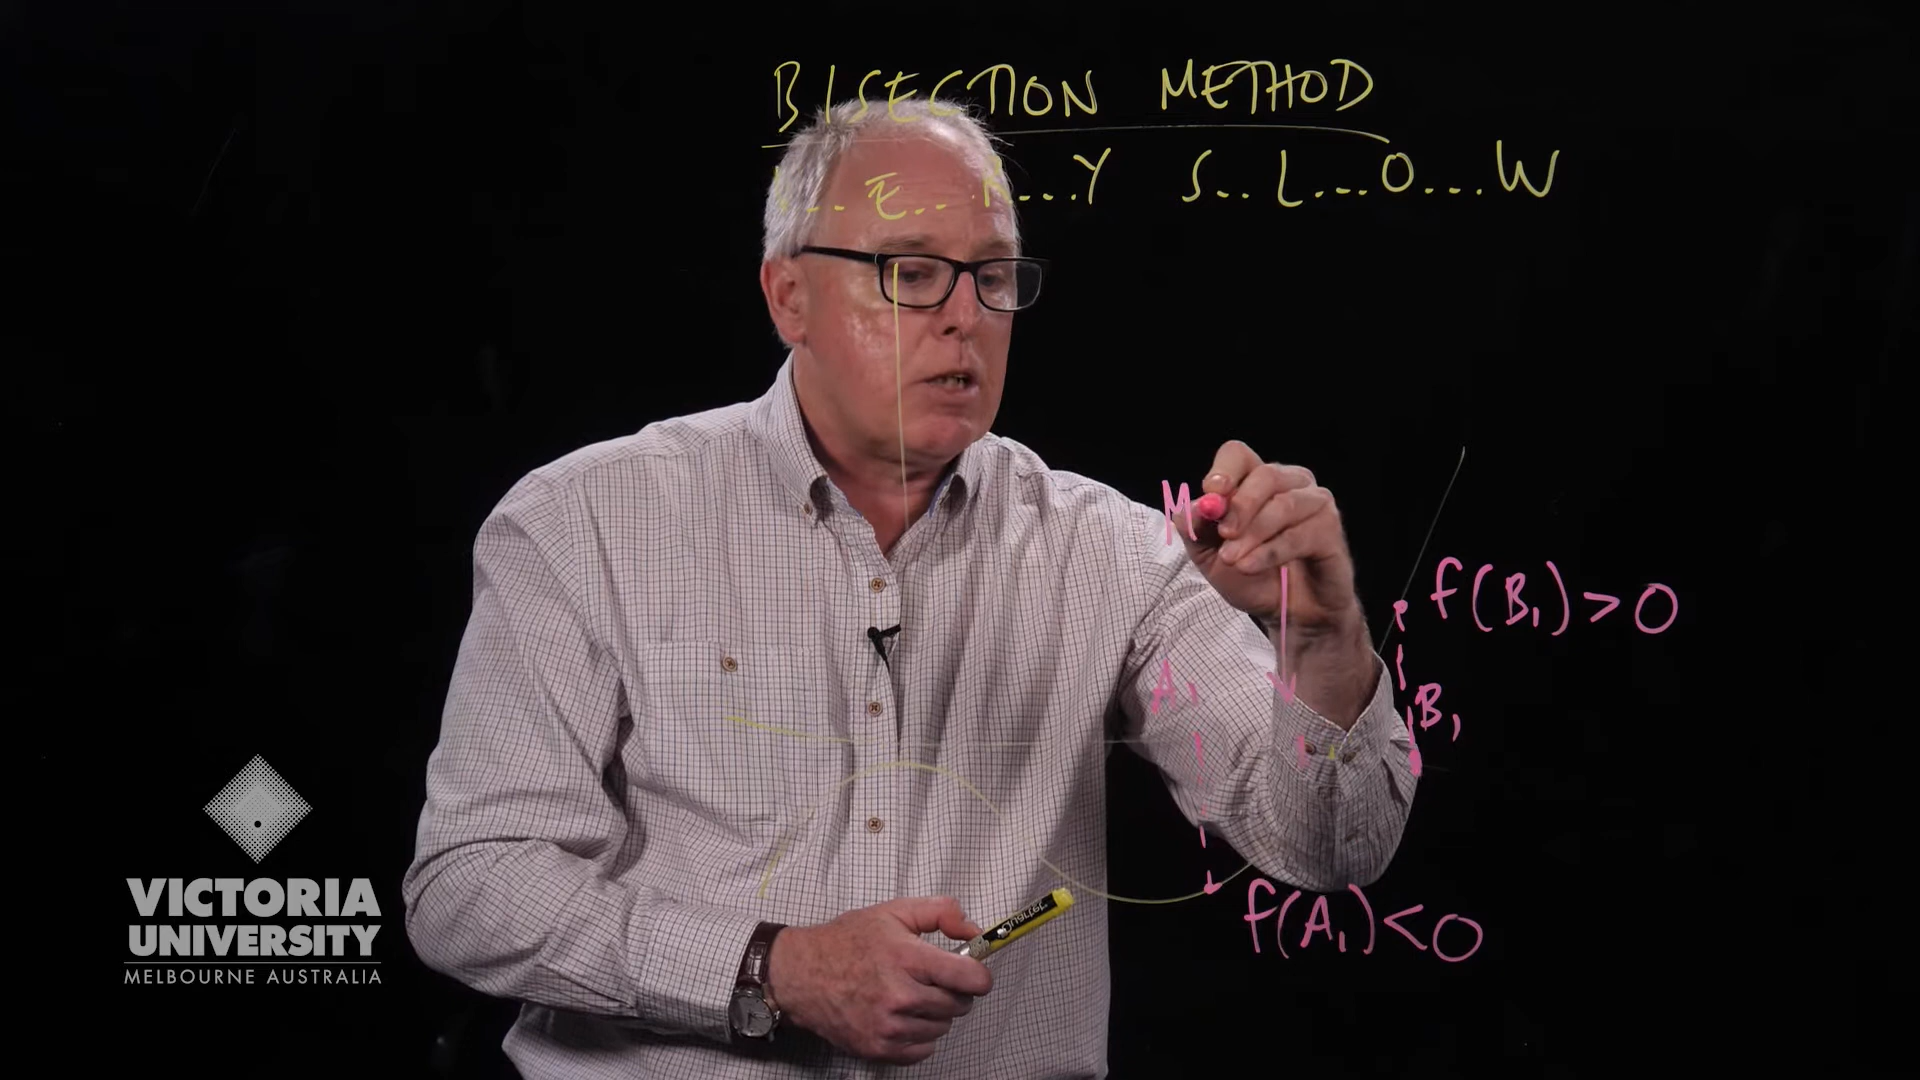 BISECTION METHOD
V...E...R...Y S..L...O...W
M
f(B₁)>0
A₁
B₁
f(A₁)<0
VICTORIA
UNIVERSITY
MELBOURNE AUSTRALIA